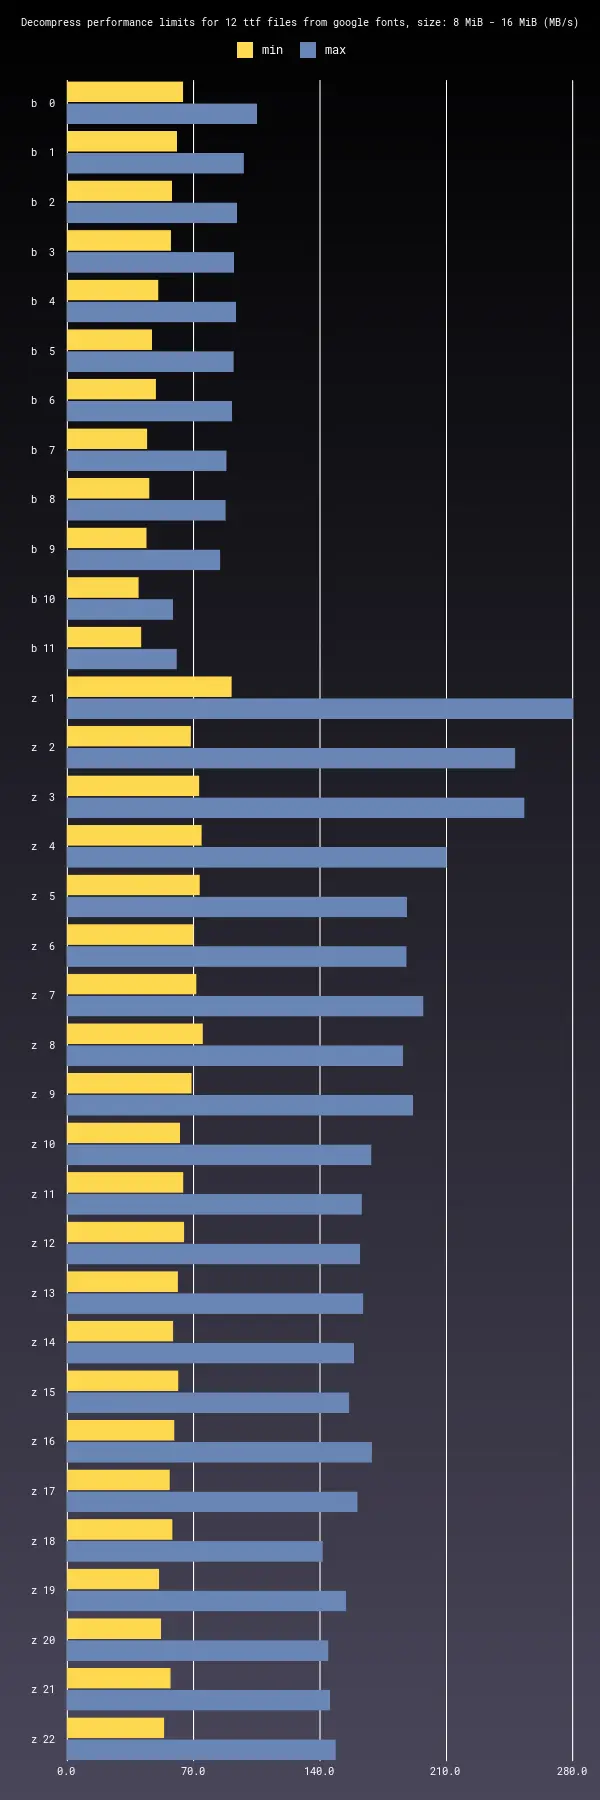 Decompress performance limits for 12 ttf files from google fonts, size: 8 MiB - 16 MiB (MB/s)
min max
b 0
b 1
b 2
b 3
b 4
b 5
b 6
b 7
b 8
b 9
b 10
b 11
z 1
z 2
z 3
z 4
z 5
z 6
z 7
z 8
z 9
z 10
z 11
z 12
z 13
z 14
z 15
z 16
z 17
z 18
z 19
z 20
z 21
z 22
0.0 70.0 140.0 210.0 280.0